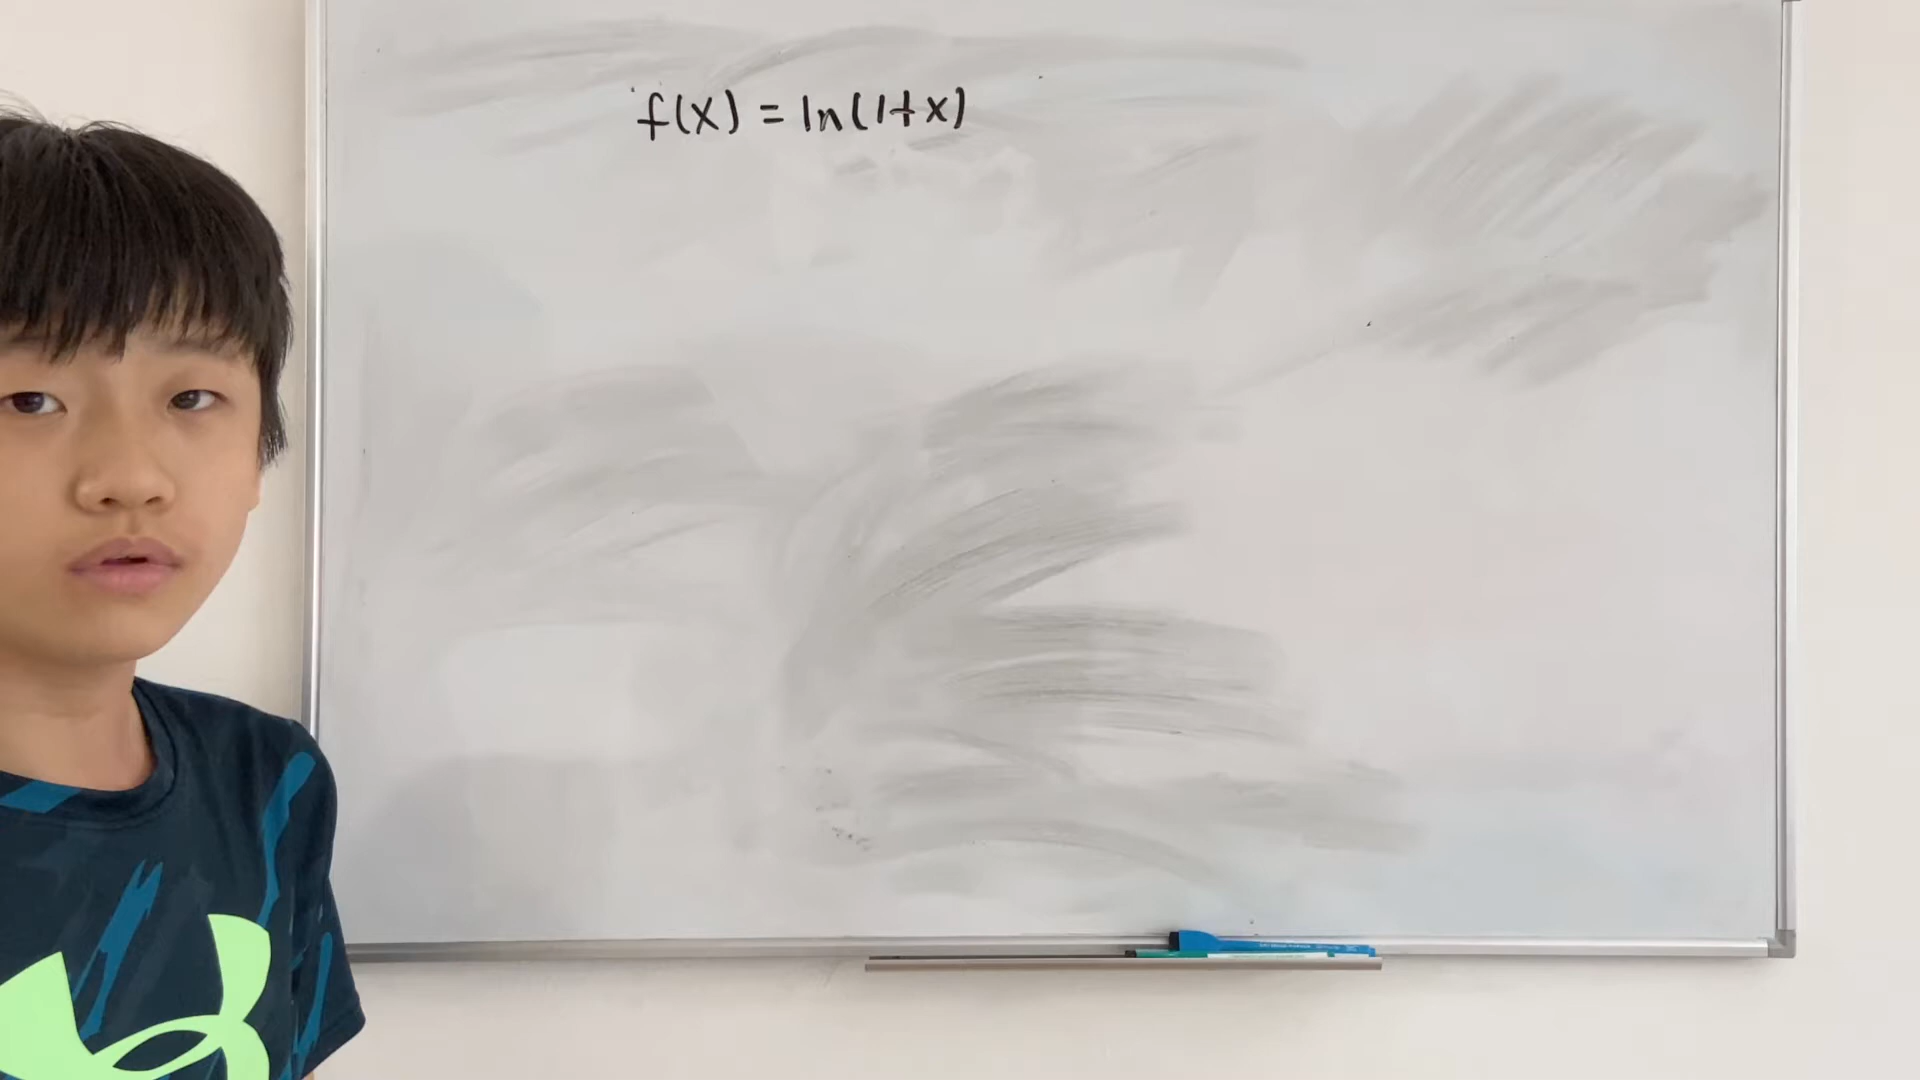 f(x) = ln(1+x)